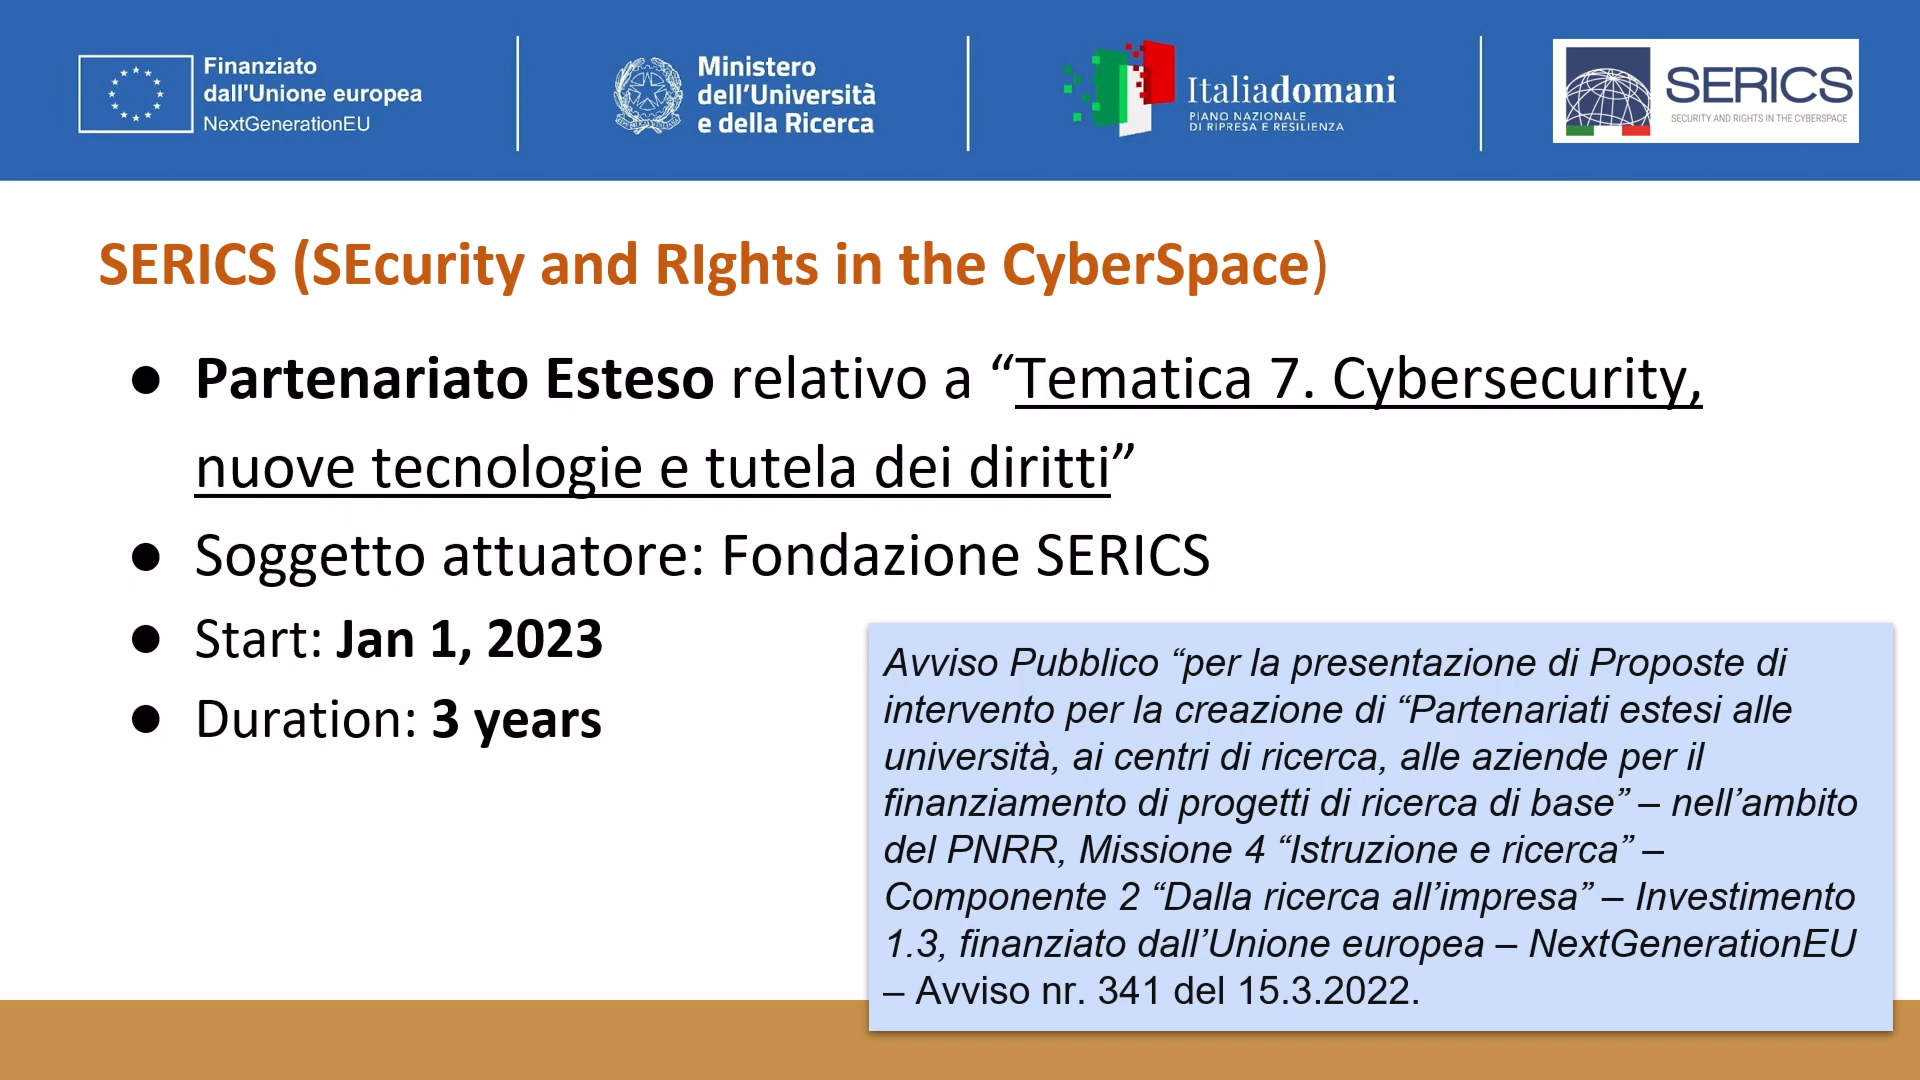 Finanziato
dall'Unione europea
NextGenerationEU
Ministero
dell'Università
e della Ricerca
Italiadomani
PIANO NAZIONALE
DI RIPRESA E RESILIENZA
SERICS
SECURITY AND RIGHTS IN THE CYBERSPACE
SERICS (SEcurity and RIghts in the CyberSpace)
● Partenariato Esteso relativo a “Tematica 7. Cybersecurity,
nuove tecnologie e tutela dei diritti”
● Soggetto attuatore: Fondazione SERICS
● Start: Jan 1, 2023
● Duration: 3 years
Avviso Pubblico “per la presentazione di Proposte di
intervento per la creazione di “Partenariati estesi alle
università, ai centri di ricerca, alle aziende per il
finanziamento di progetti di ricerca di base” – nell’ambito
del PNRR, Missione 4 “Istruzione e ricerca” –
Componente 2 “Dalla ricerca all’impresa” – Investimento
1.3, finanziato dall’Unione europea – NextGenerationEU
– Avviso nr. 341 del 15.3.2022.